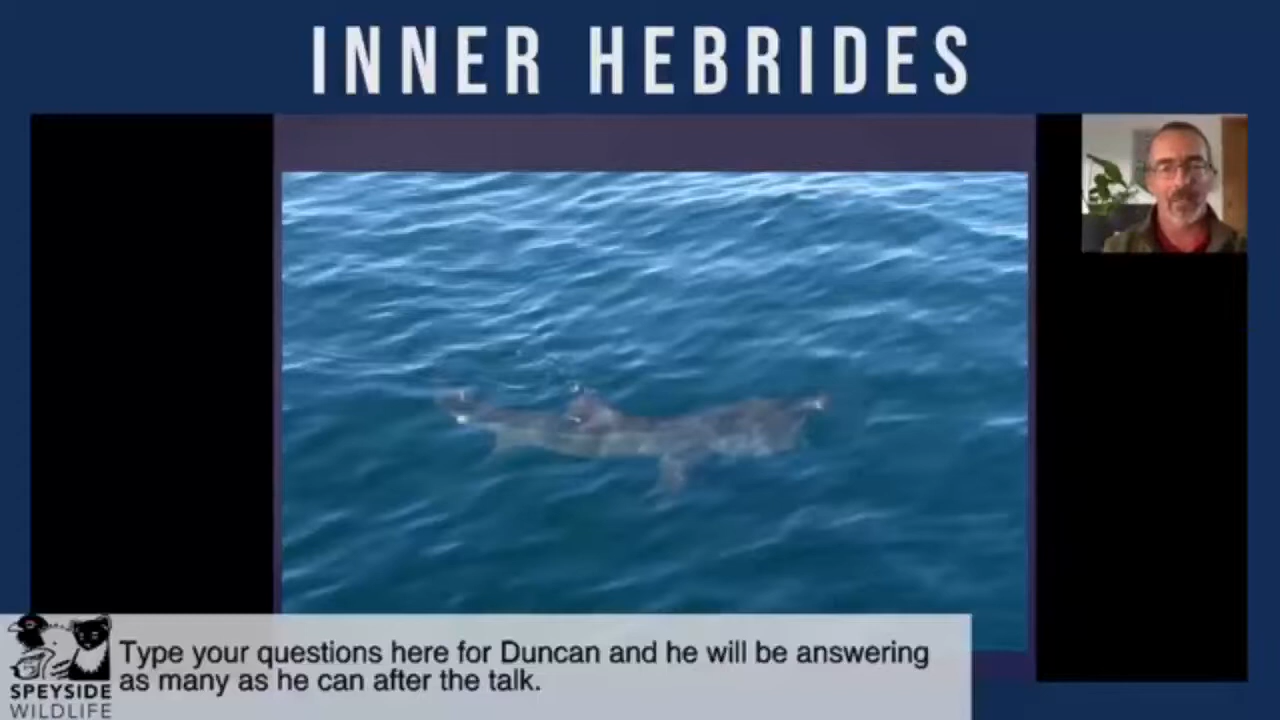 INNER HEBRIDES
Type your questions here for Duncan and he will be answering
as many as he can after the talk.
SPEYSIDE
WILDLIFE